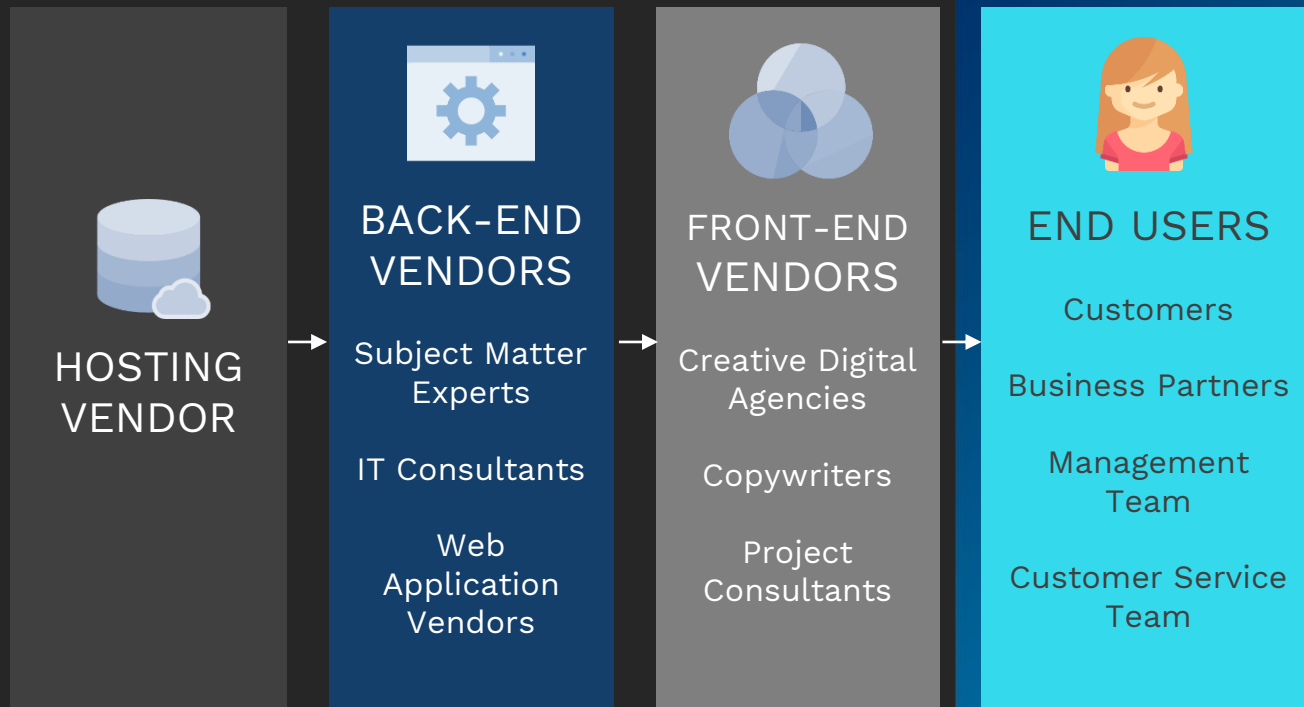 HOSTING
VENDOR
BACK-END
VENDORS
Subject Matter
Experts
IT Consultants
Web
Application
Vendors
FRONT-END
VENDORS
Creative Digital
Agencies
Copywriters
Project
Consultants
END USERS
Customers
Business Partners
Management
Team
Customer Service
Team